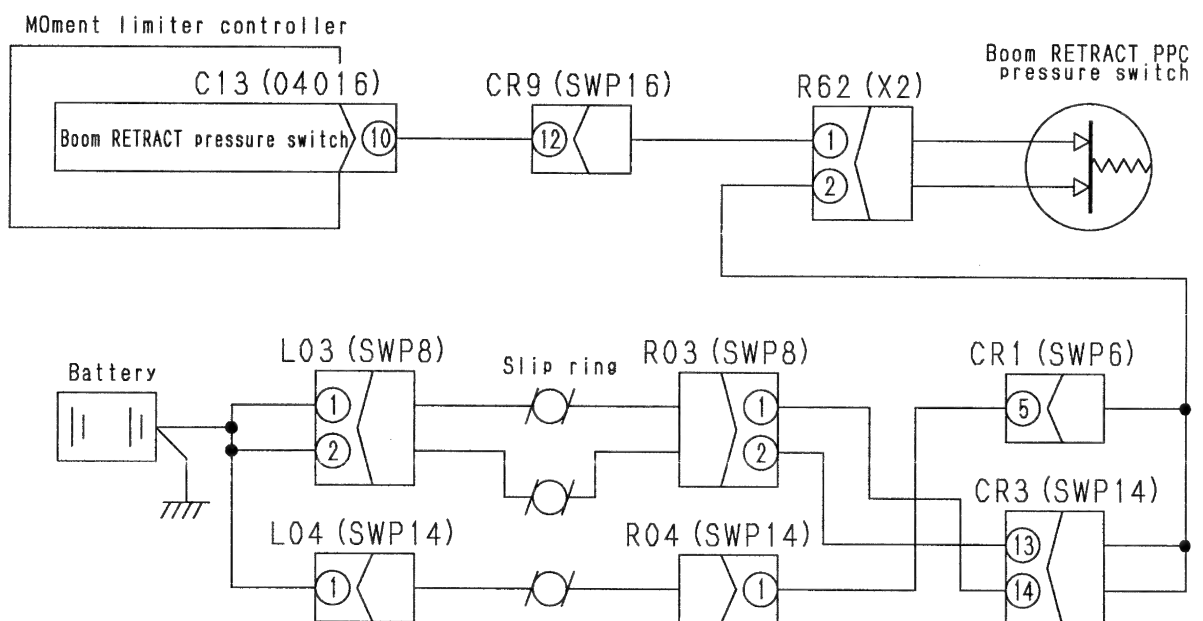 MOment limiter controller
C13 (04016)
CR9 (SWP16)
R62 (X2)
Boom RETRACT PPC
pressure switch
Boom RETRACT pressure switch
10
12
1
2
Battery
L03 (SWP8)
Slip ring
R03 (SWP8)
CR1 (SWP6)
1
2
1
2
5
L04 (SWP14)
R04 (SWP14)
CR3 (SWP14)
1
1
13
14